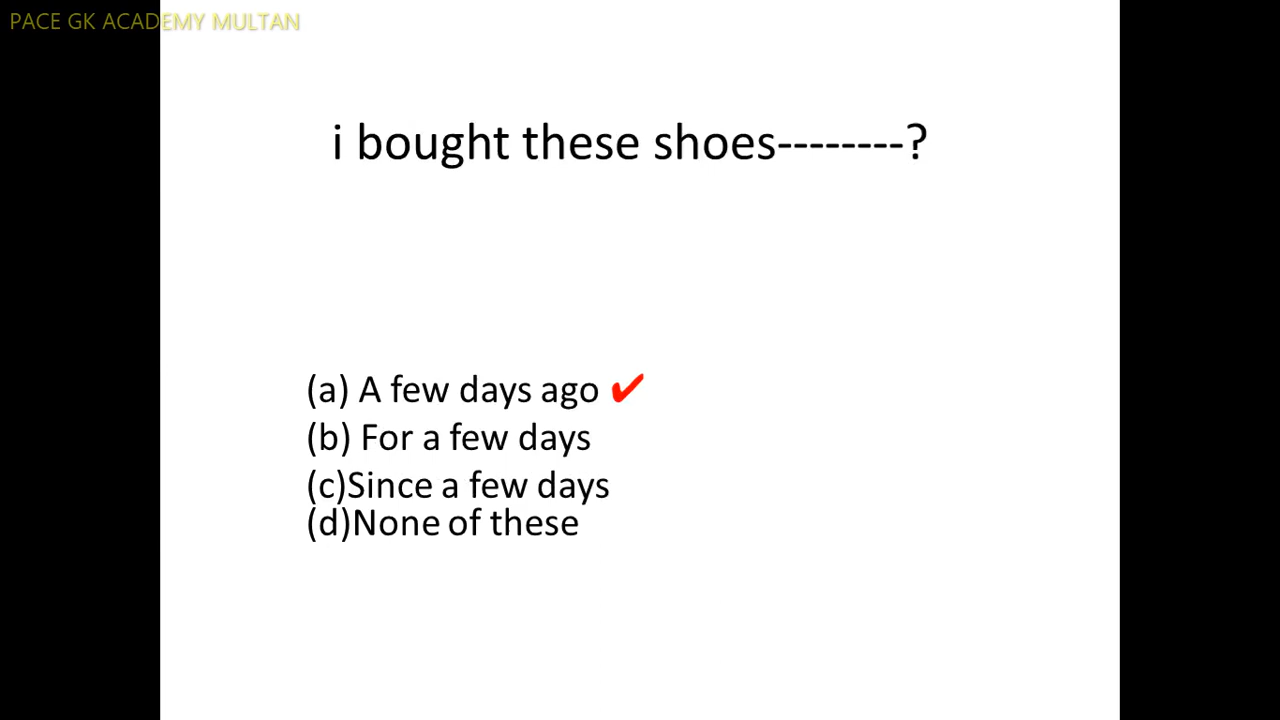 PACE GK ACADEMY MULTAN
i bought these shoes--------?
(a) A few days ago ✔
(b) For a few days
(c)Since a few days
(d)None of these